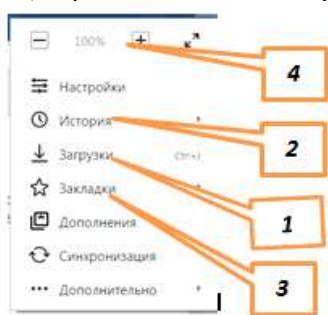 100%
4
Настройки
История
2
Загрузки Ctrl+J
Закладки
1
Дополнения
Синхронизация
3
Дополнительно